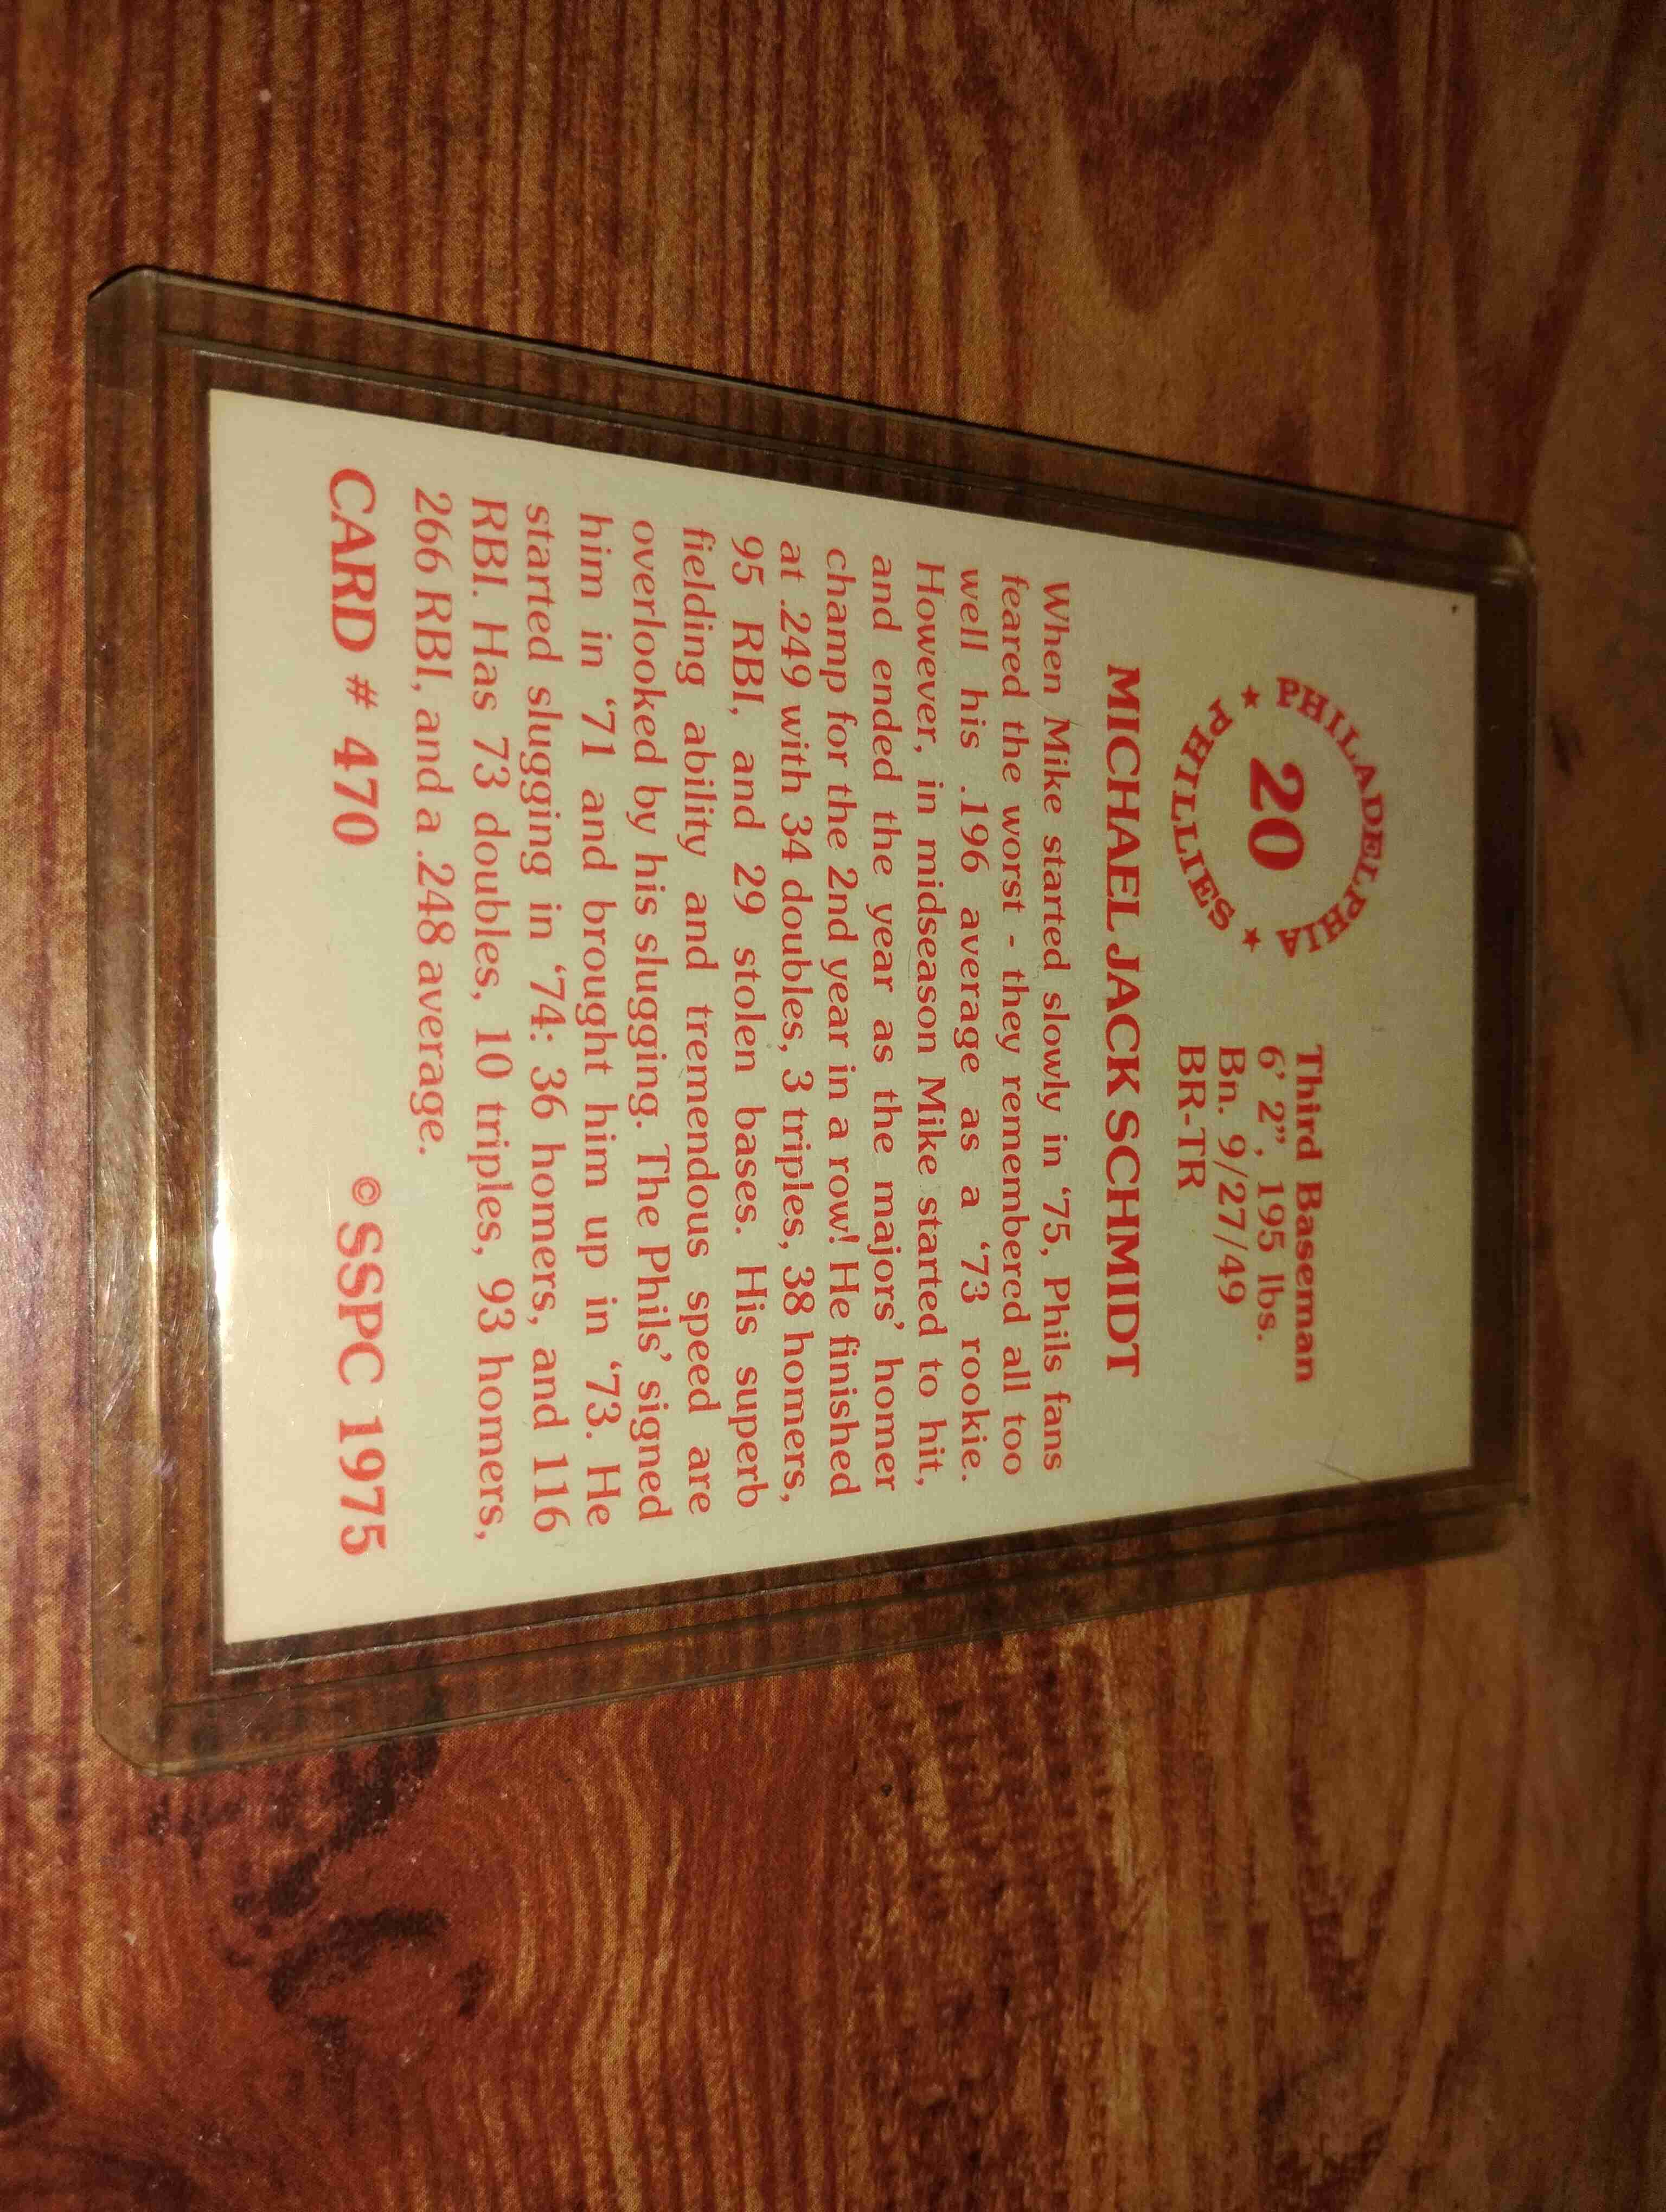 PHILADELPHIA
20
★ PHILLIES ★
Third Baseman
6’ 2”, 195 lbs.
Bn. 9/27/49
BR-TR
MICHAEL JACK SCHMIDT
When Mike started slowly in ‘75, Phils fans
feared the worst - they remembered all too
well his .196 average as a ‘73 rookie.
However, in midseason Mike started to hit,
and ended the year as the majors’ homer
champ for the 2nd year in a row! He finished
at .249 with 34 doubles, 3 triples, 38 homers,
95 RBI, and 29 stolen bases. His superb
fielding ability and tremendous speed are
overlooked by his slugging. The Phils’ signed
him in ‘71 and brought him up in ‘73. He
started slugging in ‘74: 36 homers, and 116
RBI. Has 73 doubles, 10 triples, 93 homers,
266 RBI, and a .248 average.
CARD # 470 © SSPC 1975